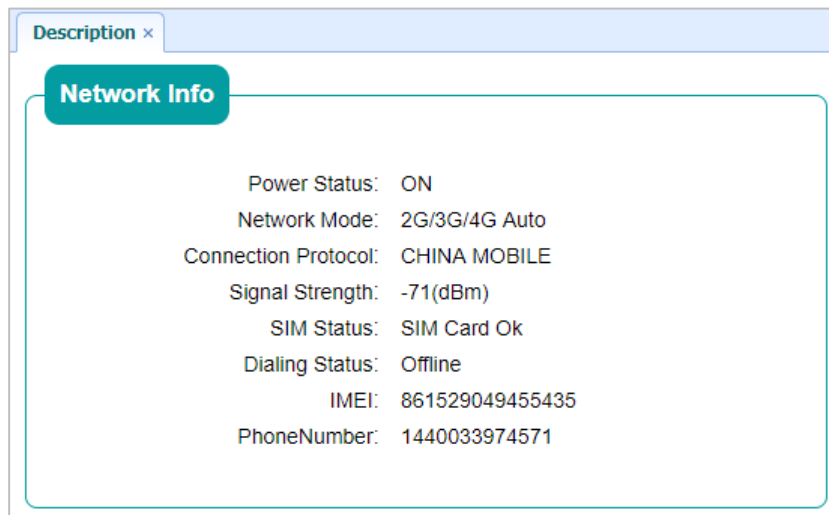 Description ×
Network Info
Power Status: ON
Network Mode: 2G/3G/4G Auto
Connection Protocol: CHINA MOBILE
Signal Strength: -71(dBm)
SIM Status: SIM Card Ok
Dialing Status: Offline
IMEI: 861529049455435
PhoneNumber: 1440033974571